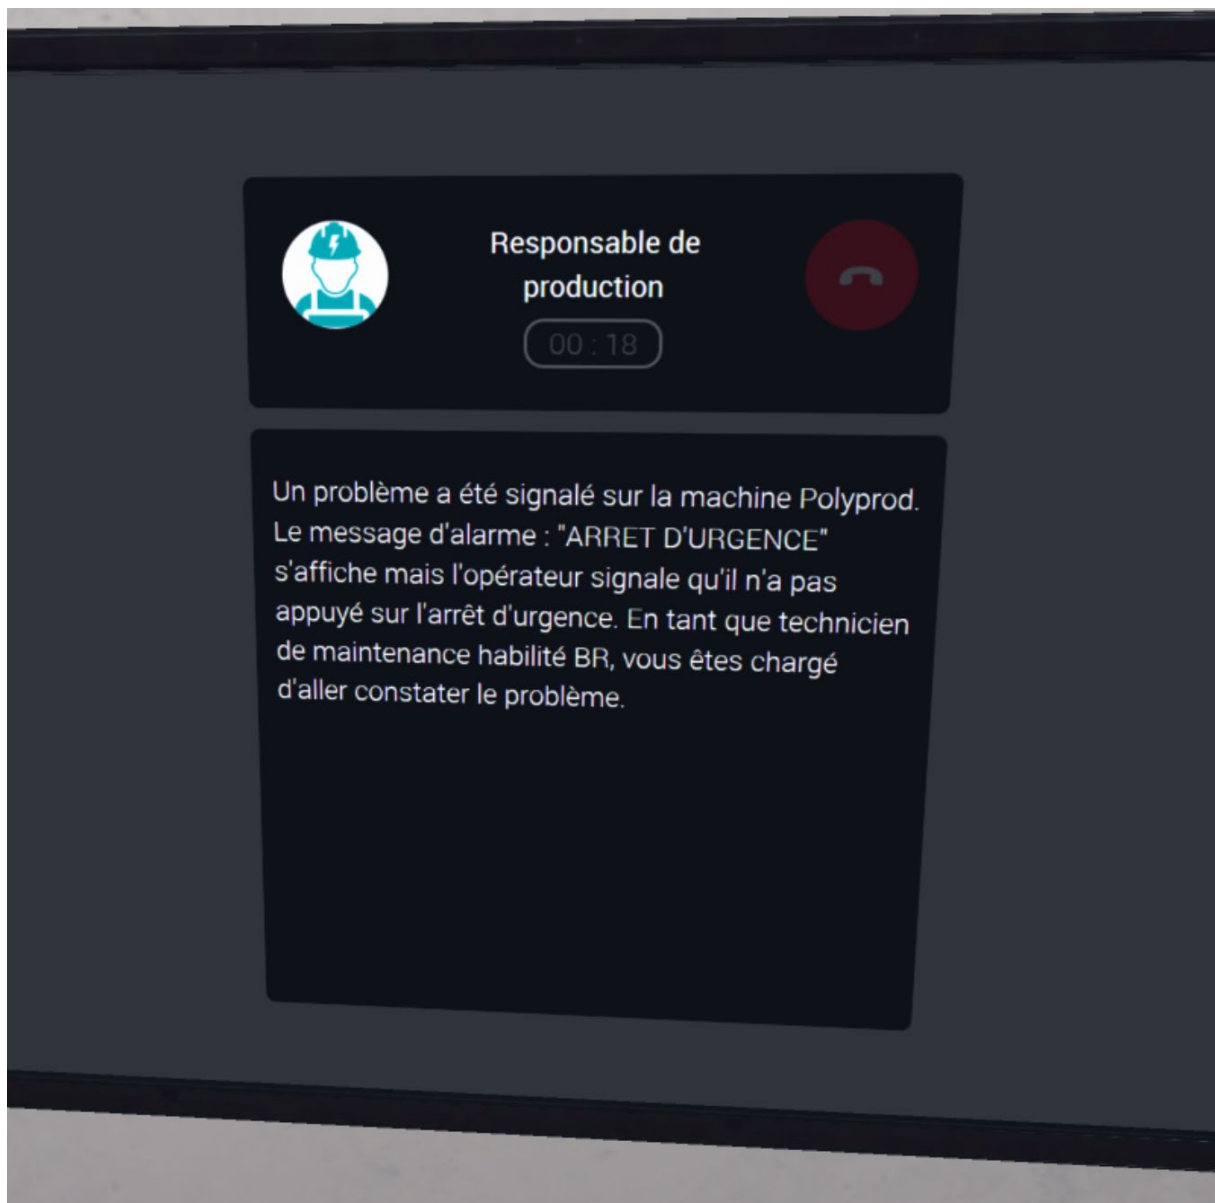 Responsable de
production
00 : 18
Un problème a été signalé sur la machine Polyprod.
Le message d'alarme : "ARRET D'URGENCE"
s'affiche mais l'opérateur signale qu'il n'a pas
appuyé sur l'arrêt d'urgence. En tant que technicien
de maintenance habilité BR, vous êtes chargé
d'aller constater le problème.